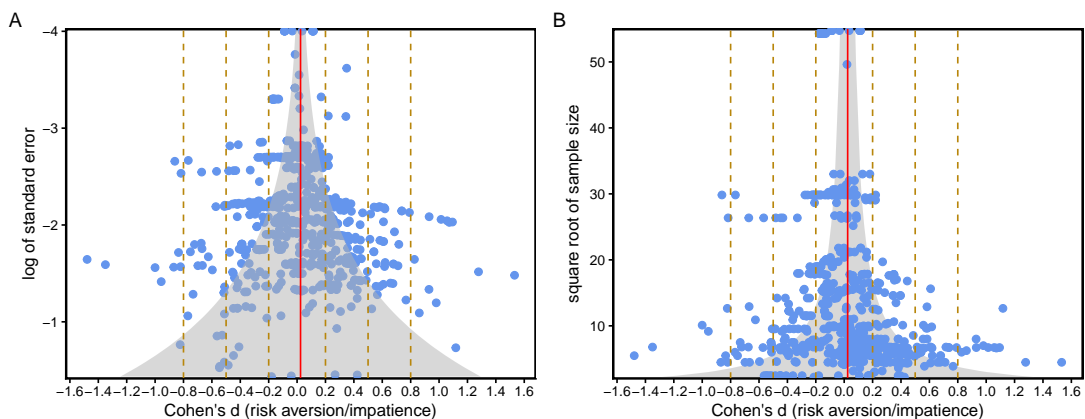 A
log of standard error
−4
−3
−2
−1
−1.6 −1.4 −1.2 −1.0 −0.8 −0.6 −0.4 −0.2 0.0 0.2 0.4 0.6 0.8 1.0 1.2 1.4 1.6
Cohen's d (risk aversion/impatience)
B
square root of sample size
50
40
30
20
10
−1.6 −1.4 −1.2 −1.0 −0.8 −0.6 −0.4 −0.2 0.0 0.2 0.4 0.6 0.8 1.0 1.2 1.4 1.6
Cohen's d (risk aversion/impatience)